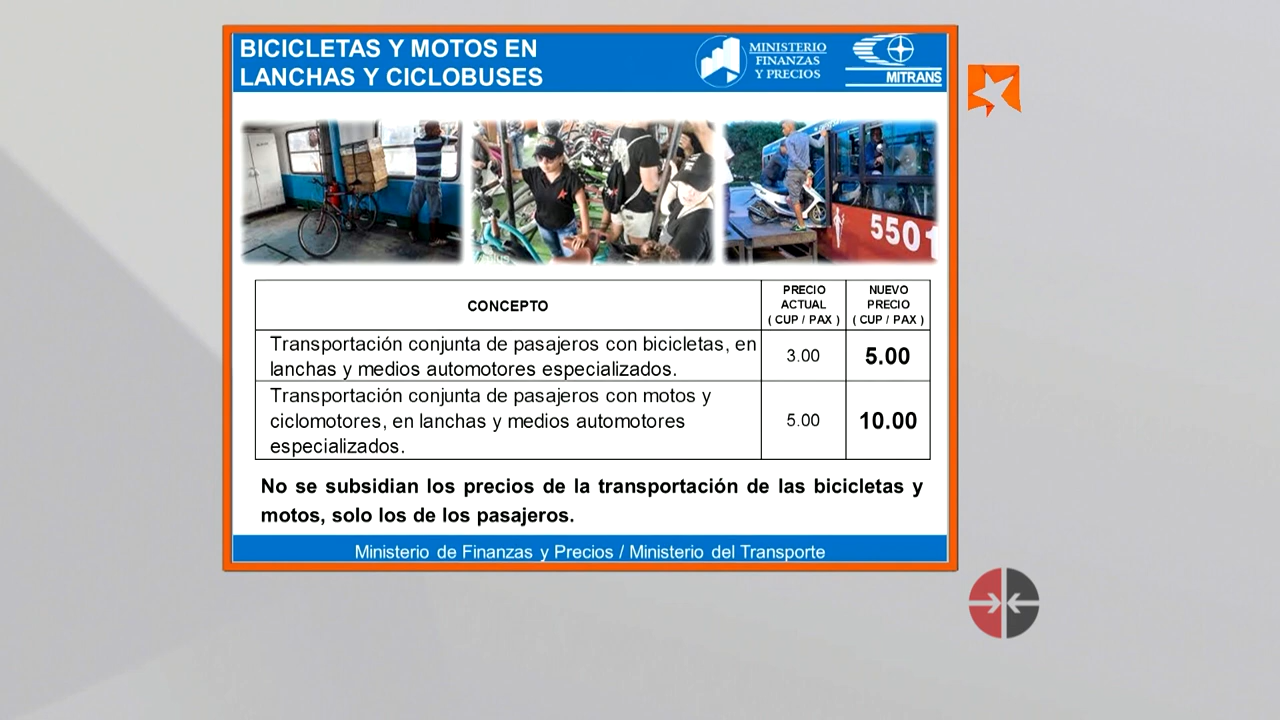 BICICLETAS Y MOTOS EN
LANCHAS Y CICLOBUSES
MINISTERIO
FINANZAS
Y PRECIOS
MITRANS
5501
CONCEPTO
PRECIO
ACTUAL
( CUP / PAX )
NUEVO
PRECIO
( CUP / PAX )
Transportación conjunta de pasajeros con bicicletas, en
lanchas y medios automotores especializados.
3.00
5.00
Transportación conjunta de pasajeros con motos y
ciclomotores, en lanchas y medios automotores
especializados.
5.00
10.00
No se subsidian los precios de la transportación de las bicicletas y
motos, solo los de los pasajeros.
Ministerio de Finanzas y Precios / Ministerio del Transporte